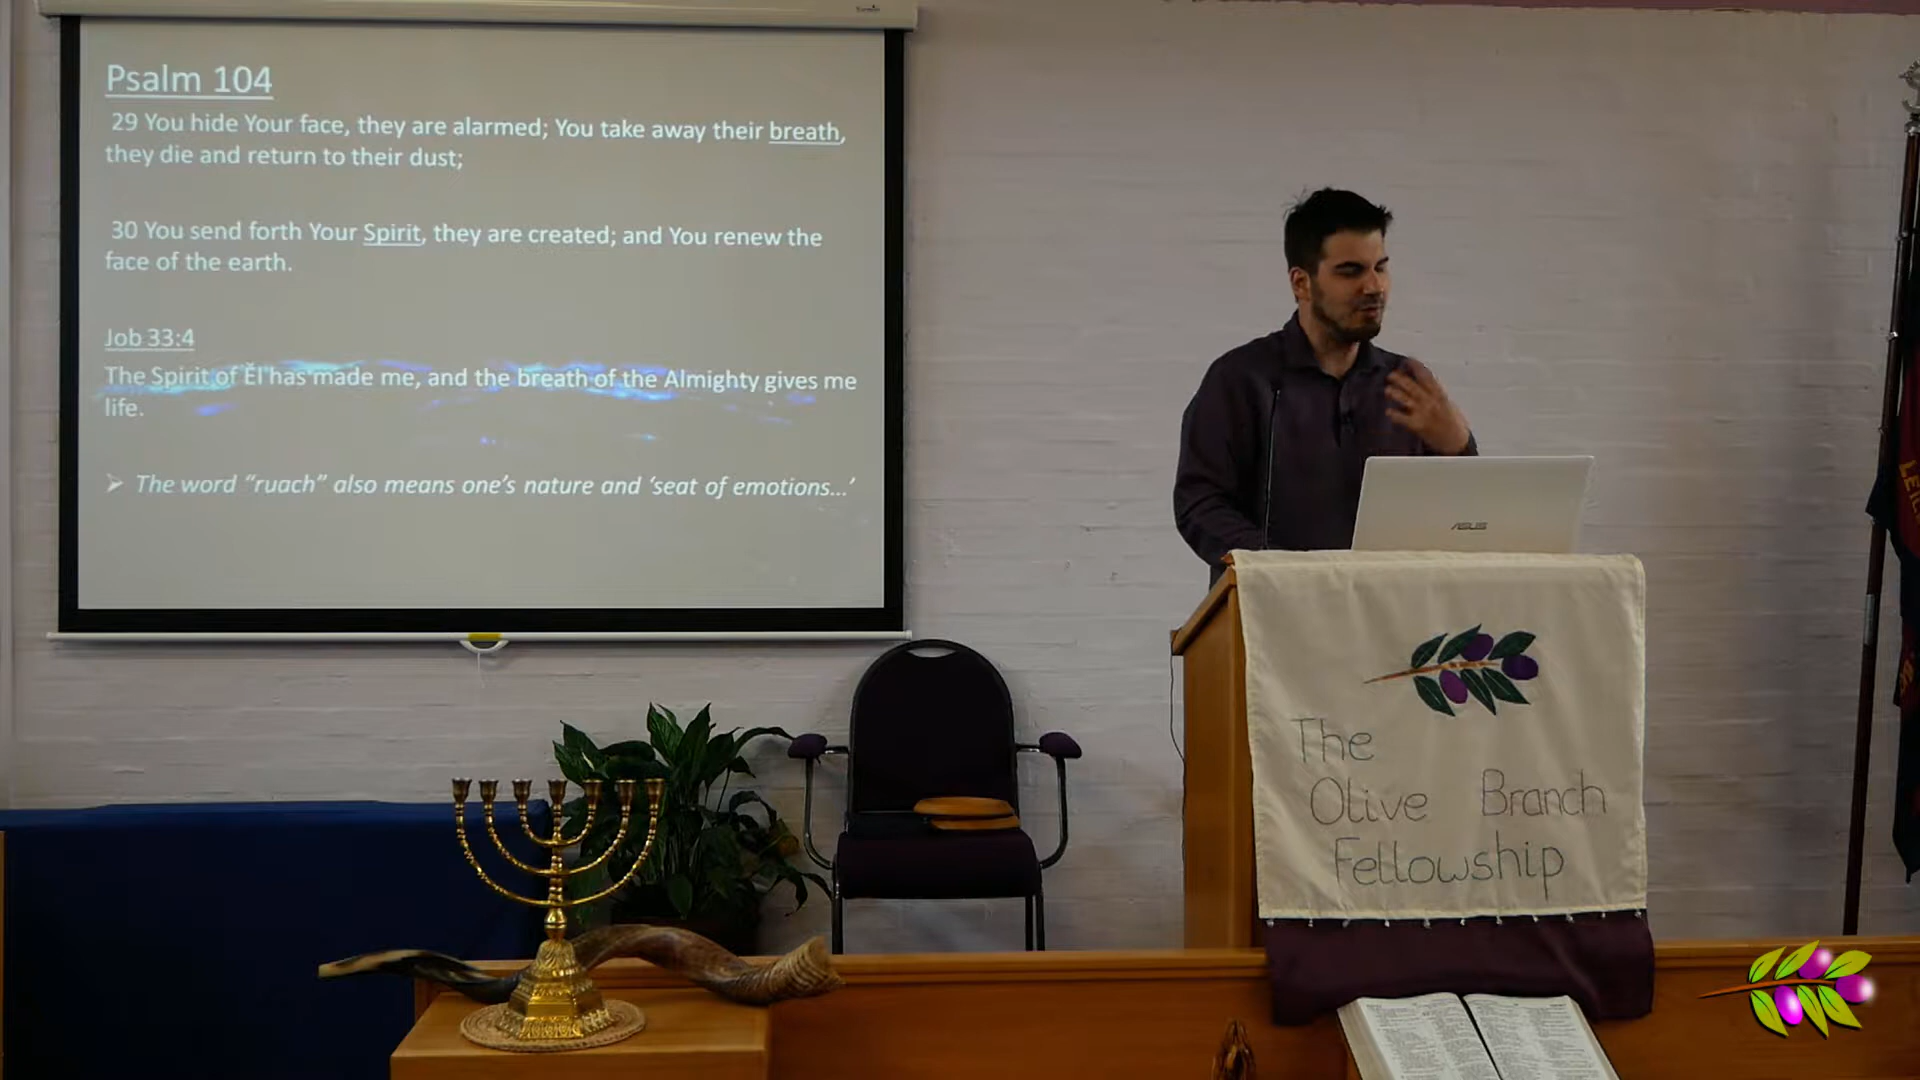 Psalm 104
29 You hide Your face, they are alarmed; You take away their breath,
they die and return to their dust;
30 You send forth Your Spirit, they are created; and You renew the
face of the earth.
Job 33:4
The Spirit of Ĕl has made me, and the breath of the Almighty gives me
life.
➢ The word “ruach” also means one’s nature and ‘seat of emotions...’
ASUS
The
Olive Branch
Fellowship